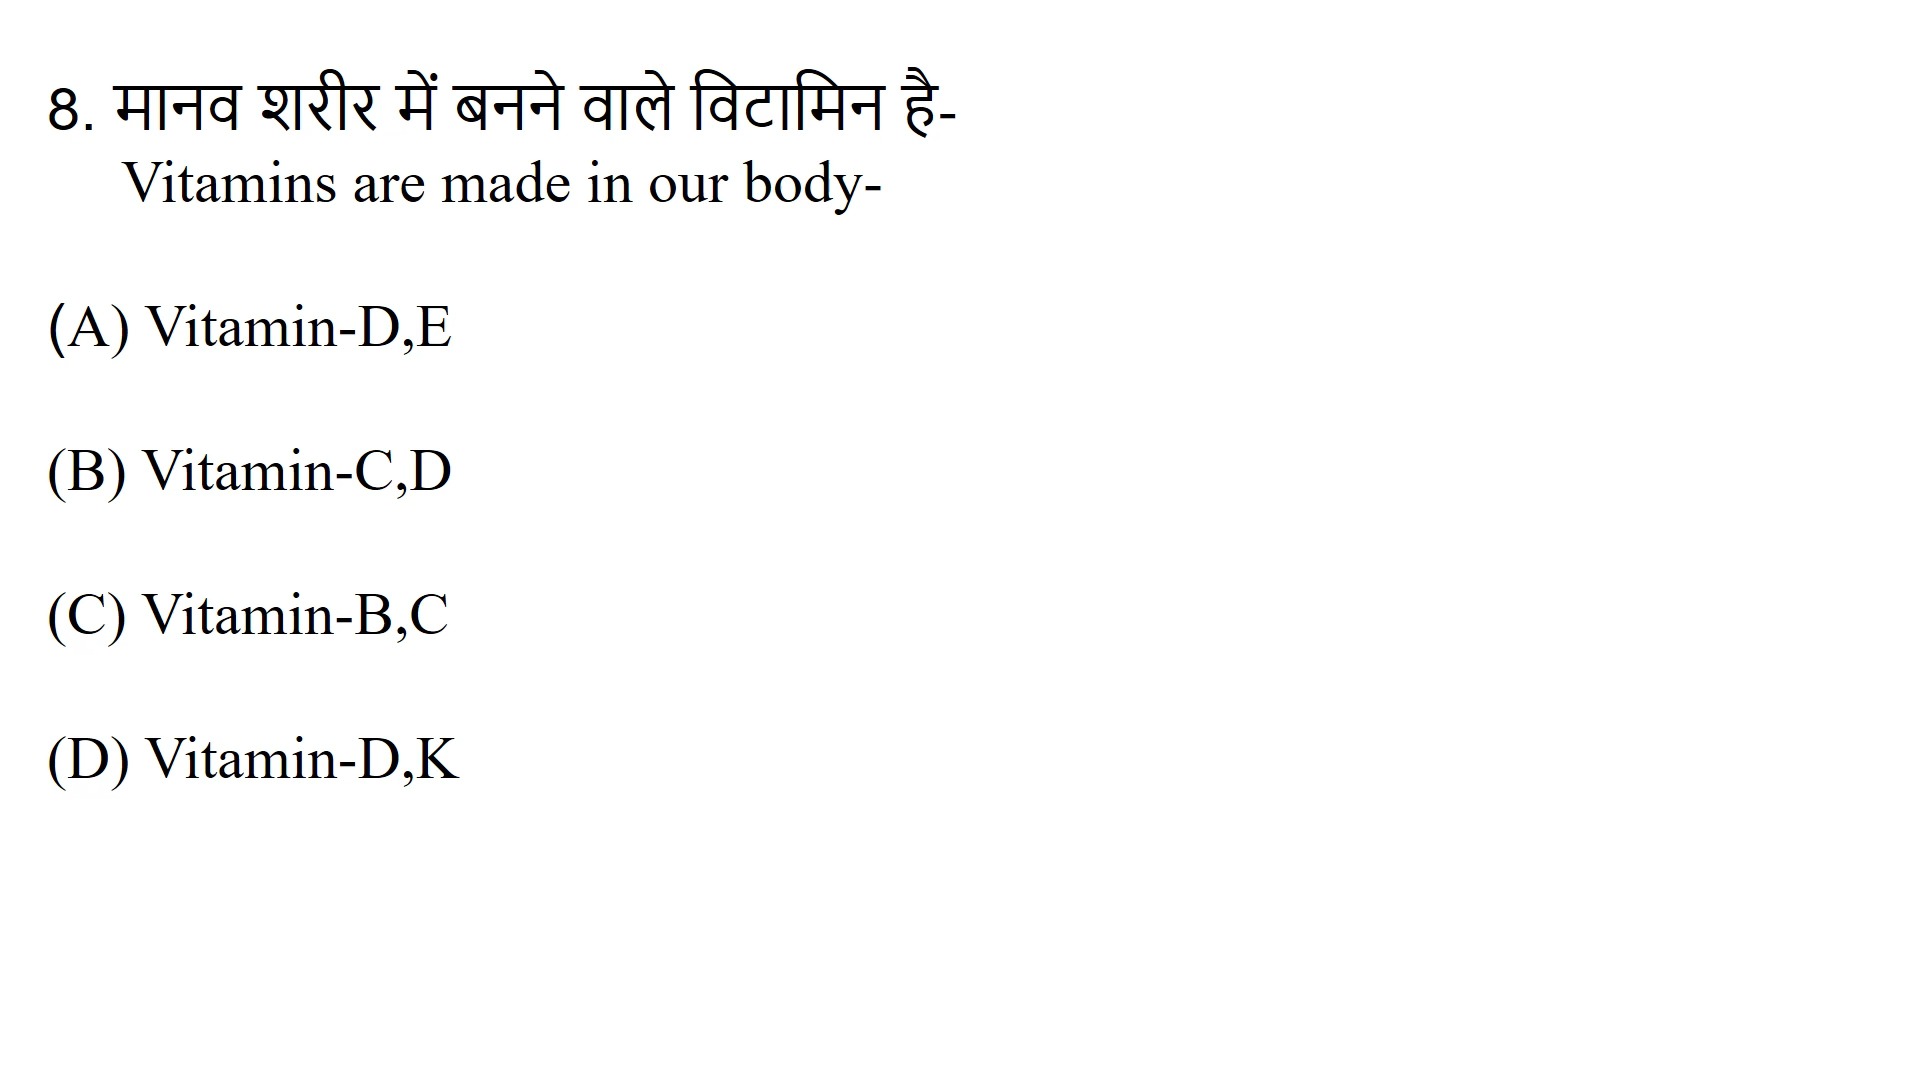 8. मानव शरीर में बनने वाले विटामिन है-
Vitamins are made in our body-
(A) Vitamin-D,E
(B) Vitamin-C,D
(C) Vitamin-B,C
(D) Vitamin-D,K